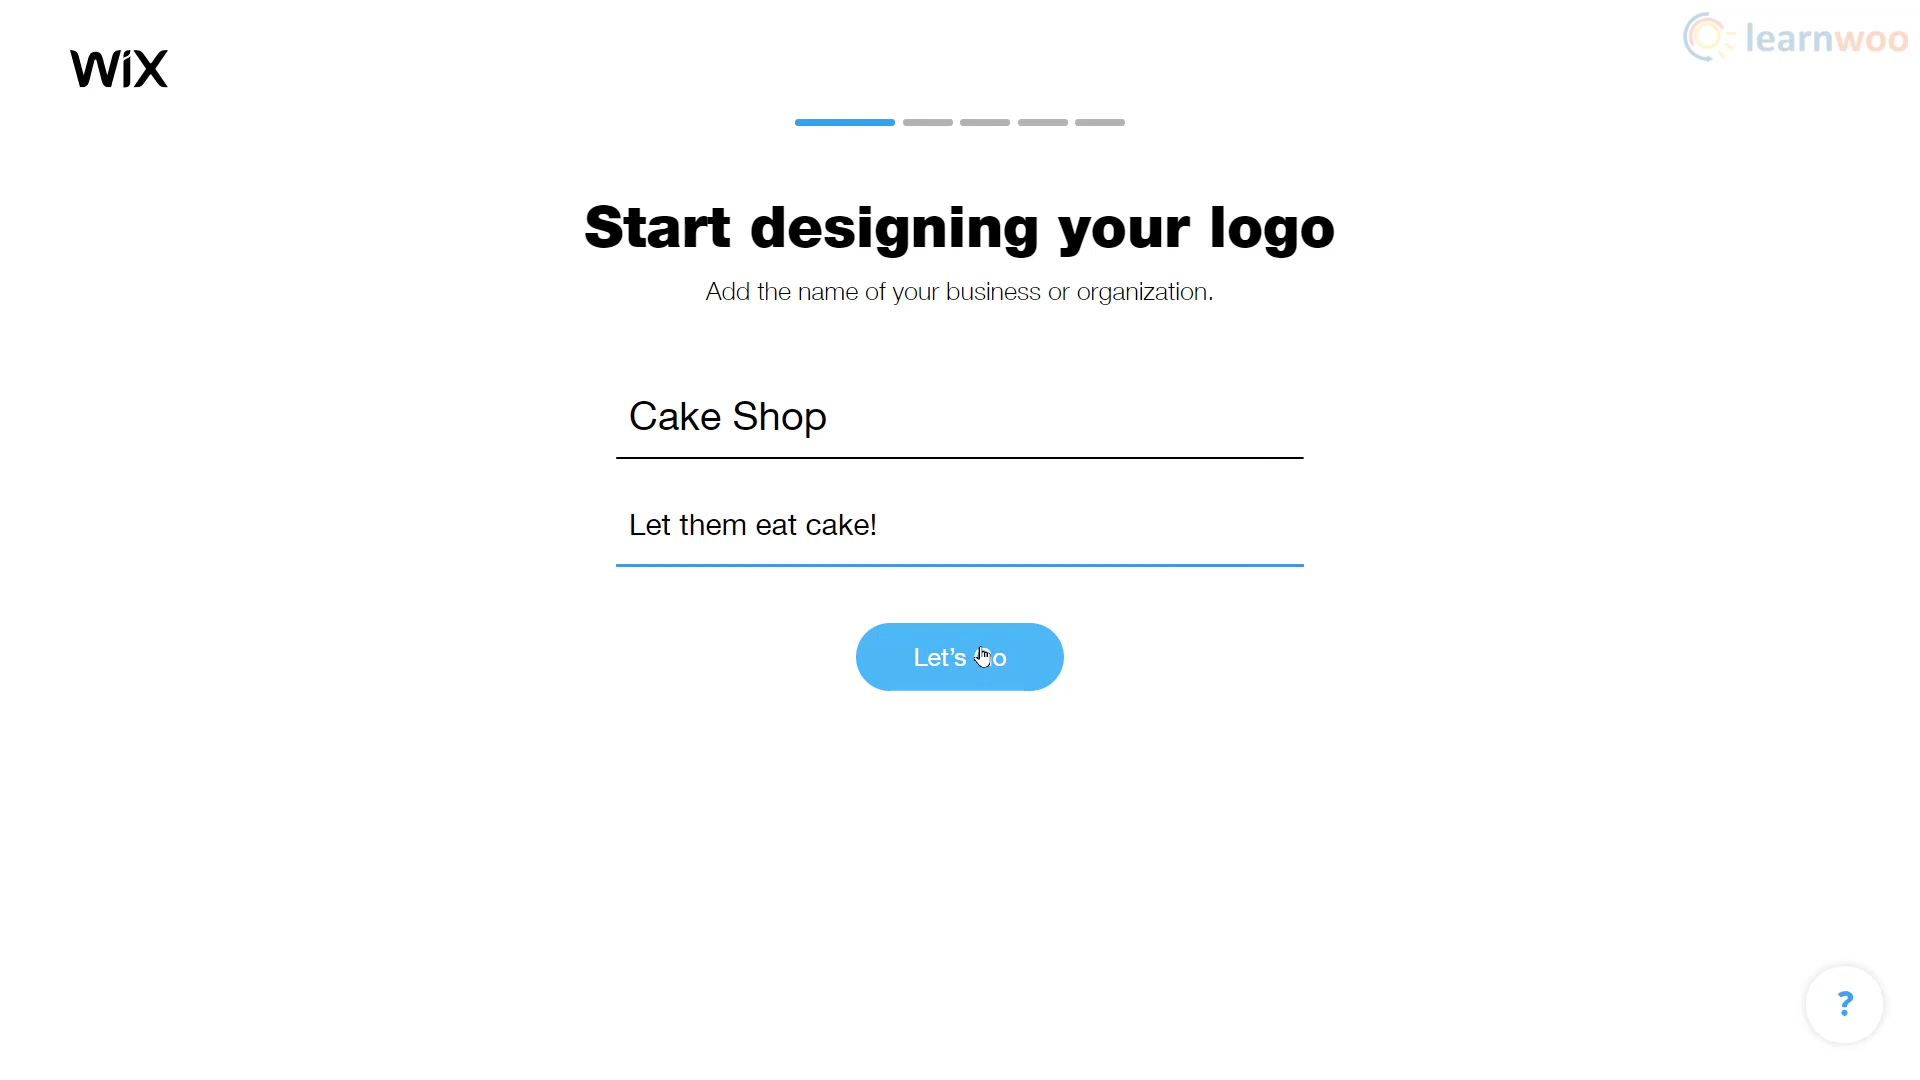 WiX
learnwoo
Start designing your logo
Add the name of your business or organization.
Cake Shop
Let them eat cake!
Let's Go
?